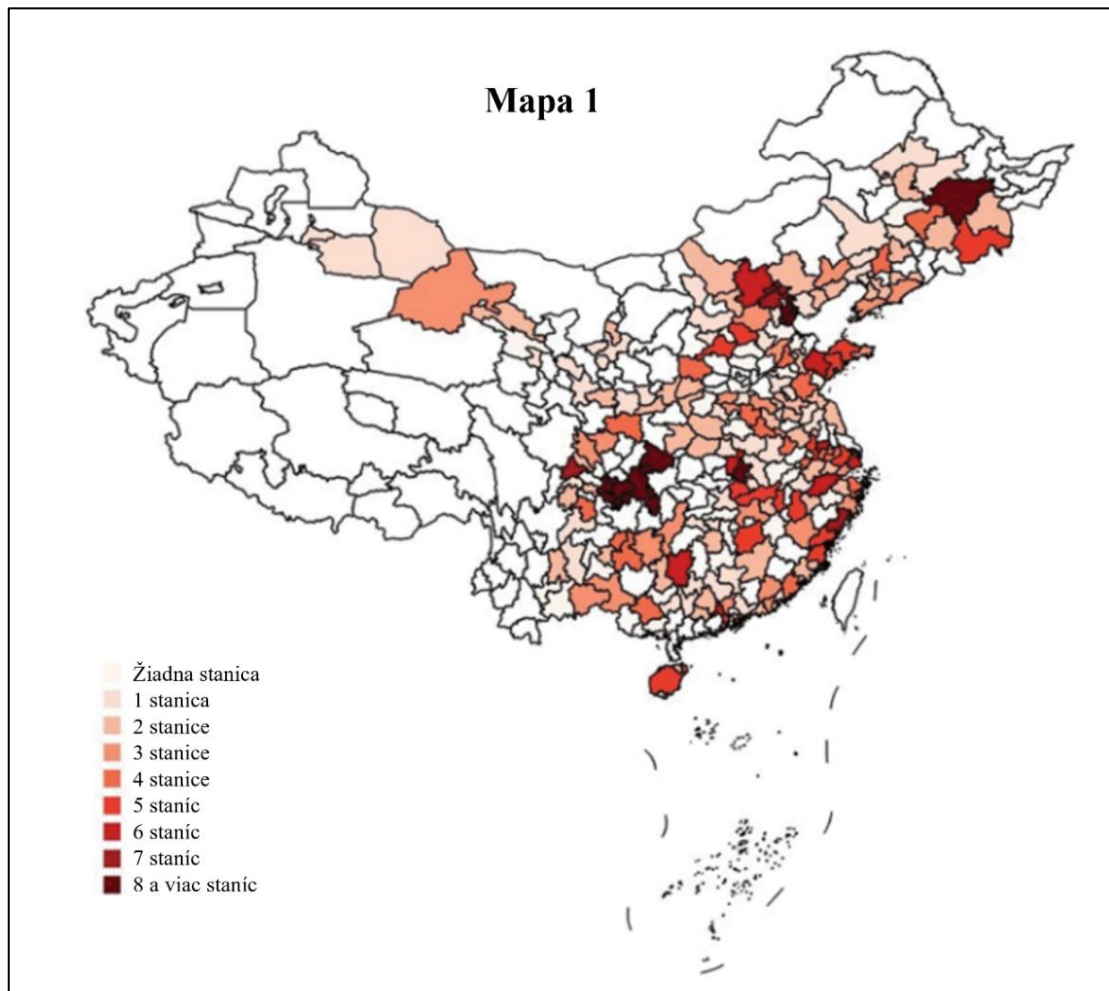 Mapa 1
Žiadna stanica
1 stanica
2 stanice
3 stanice
4 stanice
5 staníc
6 staníc
7 staníc
8 a viac staníc